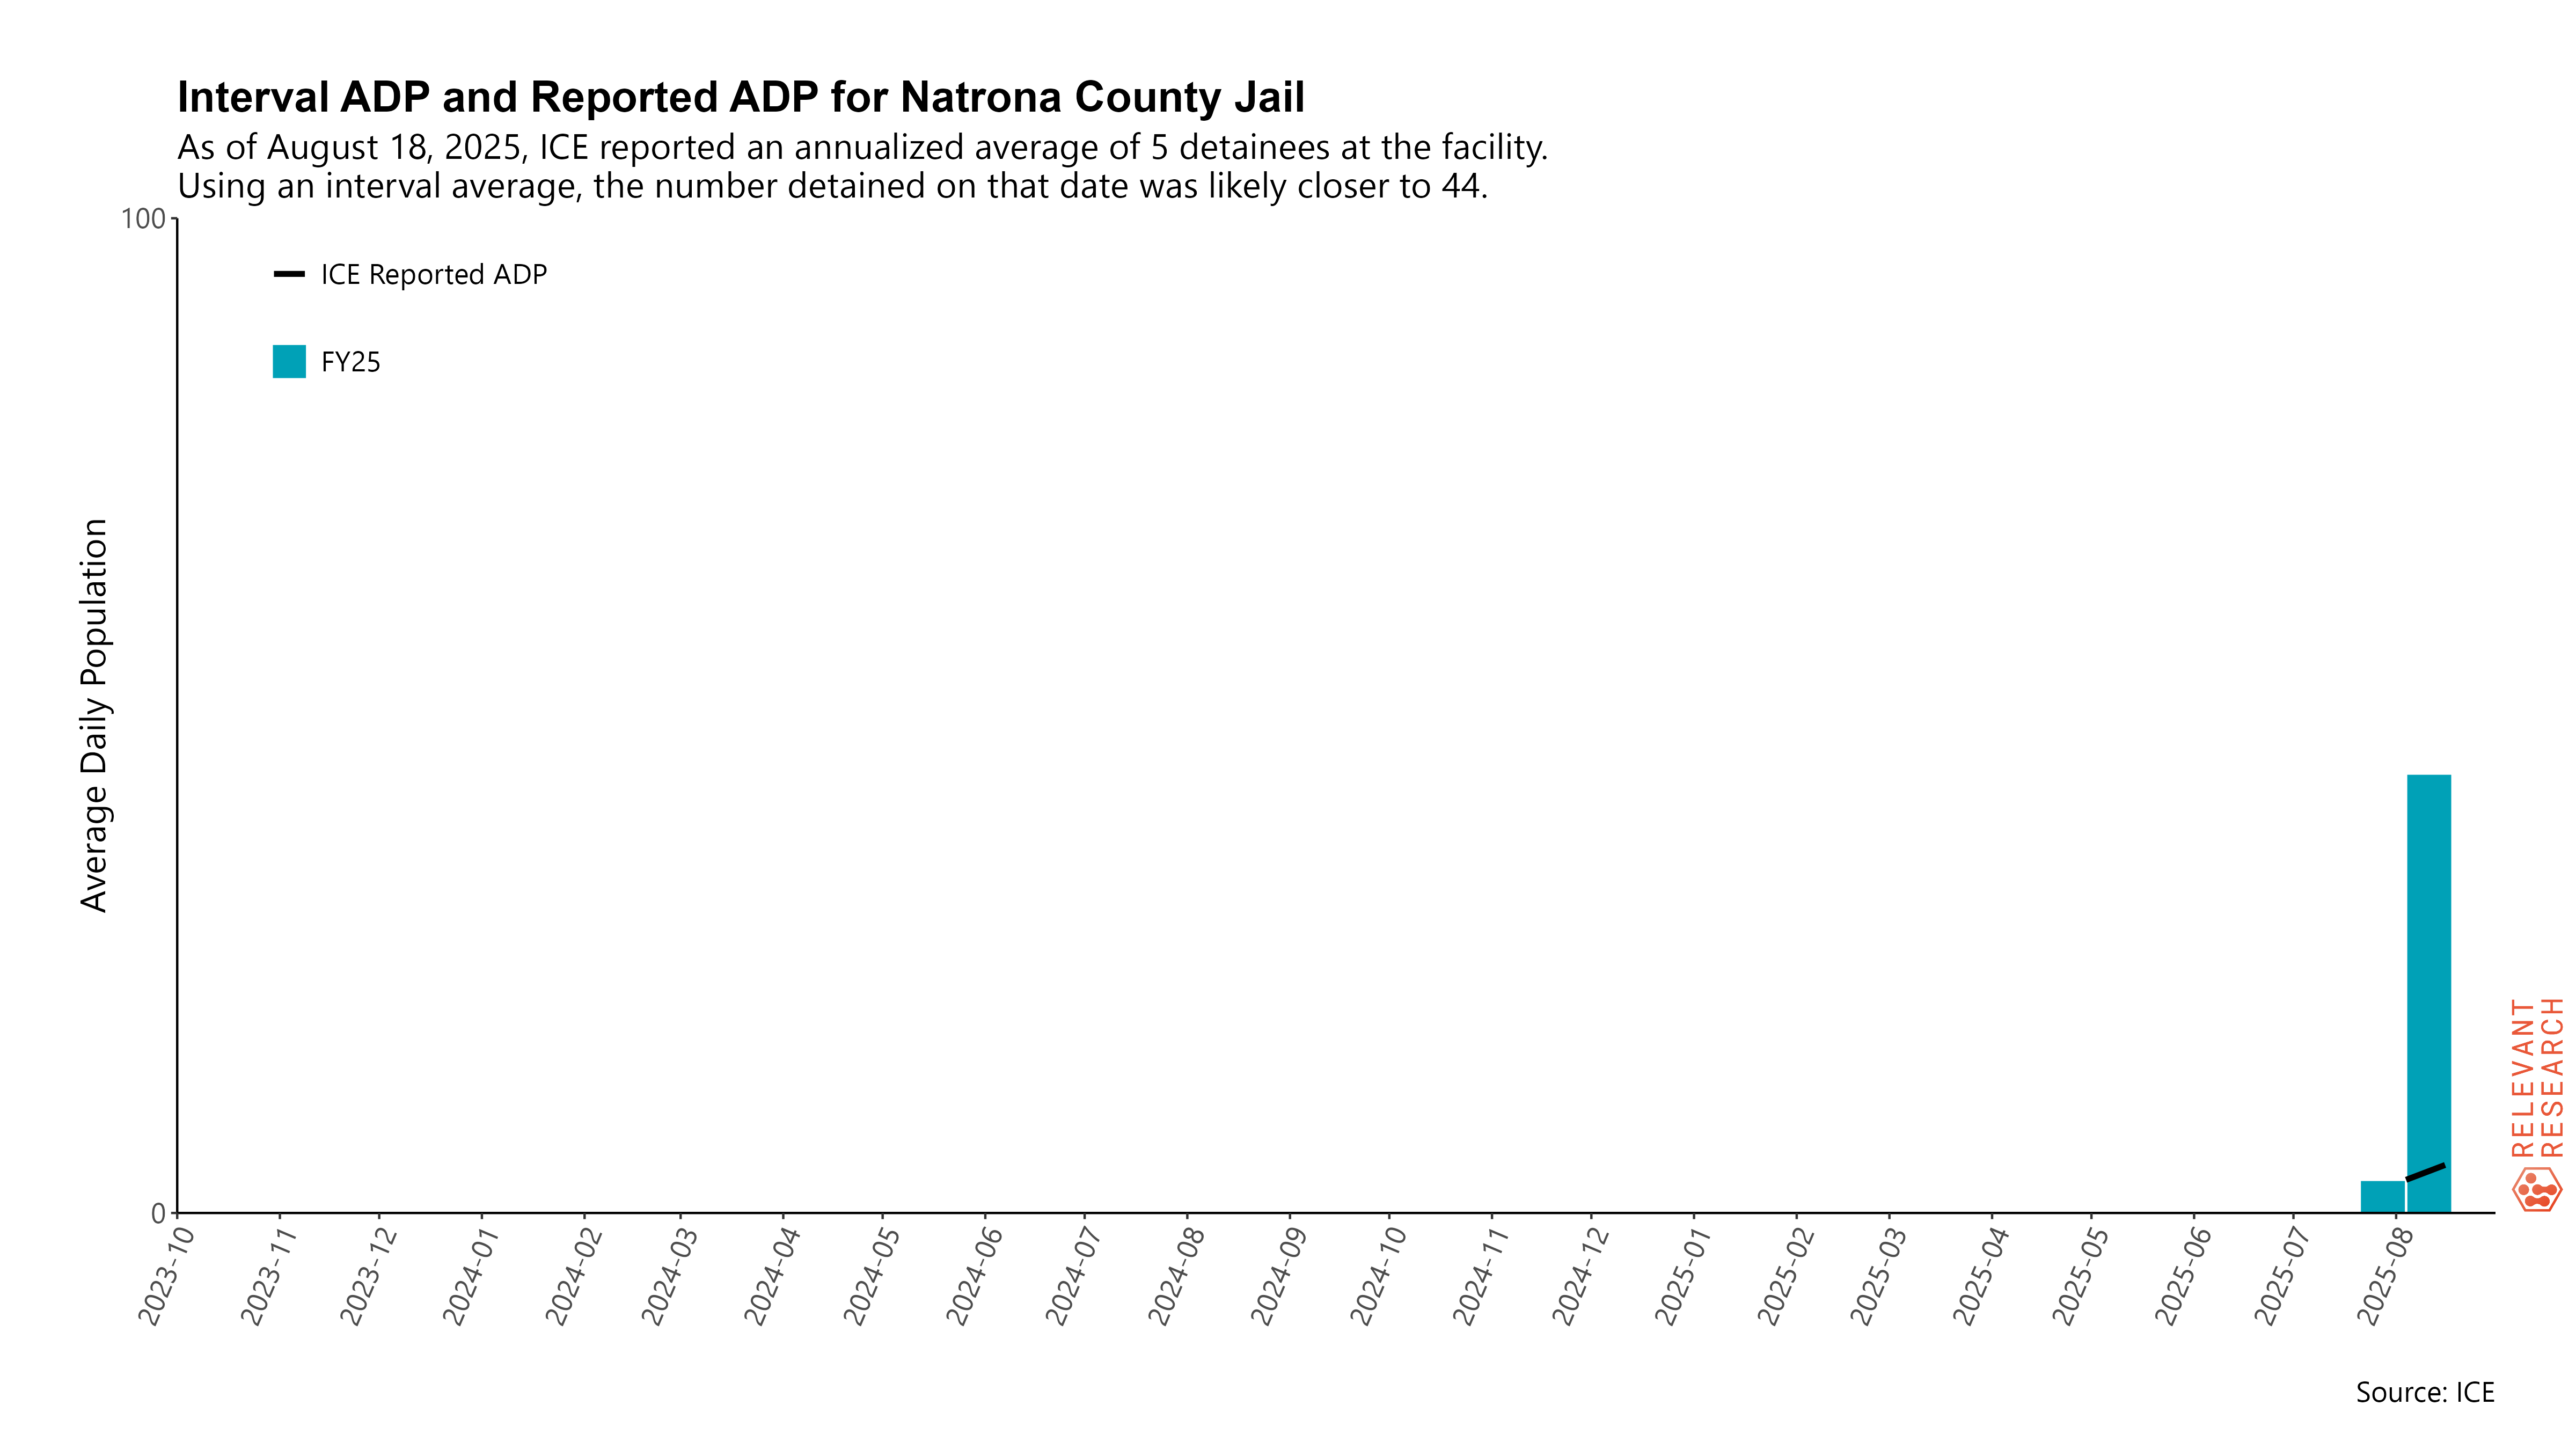 Interval ADP and Reported ADP for Natrona County Jail
As of August 18, 2025, ICE reported an annualized average of 5 detainees at the facility.
Using an interval average, the number detained on that date was likely closer to 44.
100
ICE Reported ADP
FY25
Average Daily Population
0
2023-10
2023-11
2023-12
2024-01
2024-02
2024-03
2024-04
2024-05
2024-06
2024-07
2024-08
2024-09
2024-10
2024-11
2024-12
2025-01
2025-02
2025-03
2025-04
2025-05
2025-06
2025-07
2025-08
RELEVANT
RESEARCH
Source: ICE